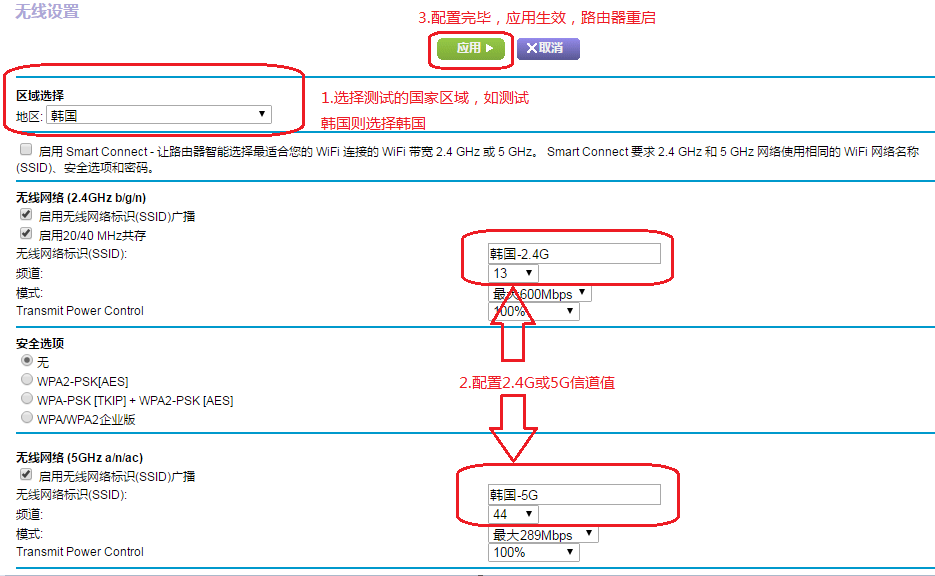 无线设置
3.配置完毕，应用生效，路由器重启
应用
取消
区域选择
地区: 韩国
1.选择测试的国家区域，如测试
韩国则选择韩国
启用 Smart Connect - 让路由器智能选择最适合您的 WiFi 连接的 WiFi 带宽 2.4 GHz 或 5 GHz。 Smart Connect 要求 2.4 GHz 和 5 GHz 网络使用相同的 WiFi 网络名称
(SSID)、安全选项和密码。
无线网络 (2.4GHz b/g/n)
启用无线网络标识(SSID)广播
启用20/40 MHz共存
无线网络标识(SSID): 韩国-2.4G
频道: 13
模式: 最大600Mbps
Transmit Power Control 100%
安全选项
无
WPA2-PSK[AES]
2.配置2.4G或5G信道值
WPA-PSK [TKIP] + WPA2-PSK [AES]
WPA/WPA2企业版
无线网络 (5GHz a/n/ac)
启用无线网络标识(SSID)广播
无线网络标识(SSID): 韩国-5G
频道: 44
模式: 最大289Mbps
Transmit Power Control 100%